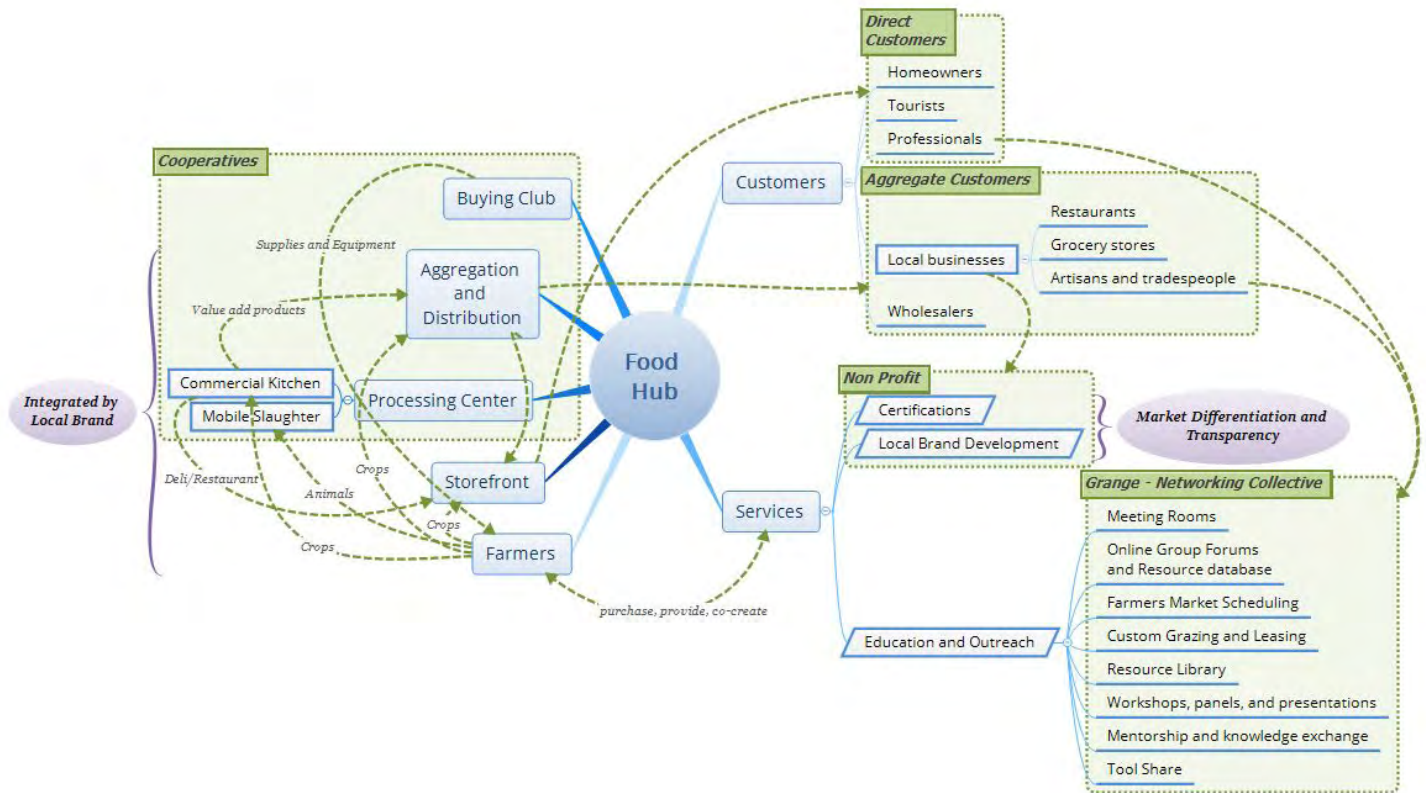 Direct
Customers
Homeowners
Tourists
Professionals
Cooperatives
Buying Club
Customers
Aggregate Customers
Restaurants
Supplies and Equipment
Grocery stores
Local businesses
Aggregation
and
Distribution
Artisans and tradespeople
Value add products
Wholesalers
Food
Hub
Commercial Kitchen
Processing Center
Mobile Slaughter
Integrated by
Local Brand
Non Profit
Certifications
Local Brand Development
Market Differentiation and
Transparency
Deli/Restaurant
Crops
Storefront
Animals
Crops
Crops
Farmers
Services
purchase, provide, co-create
Grange - Networking Collective
Meeting Rooms
Online Group Forums
and Resource database
Farmers Market Scheduling
Education and Outreach
Custom Grazing and Leasing
Resource Library
Workshops, panels, and presentations
Mentorship and knowledge exchange
Tool Share